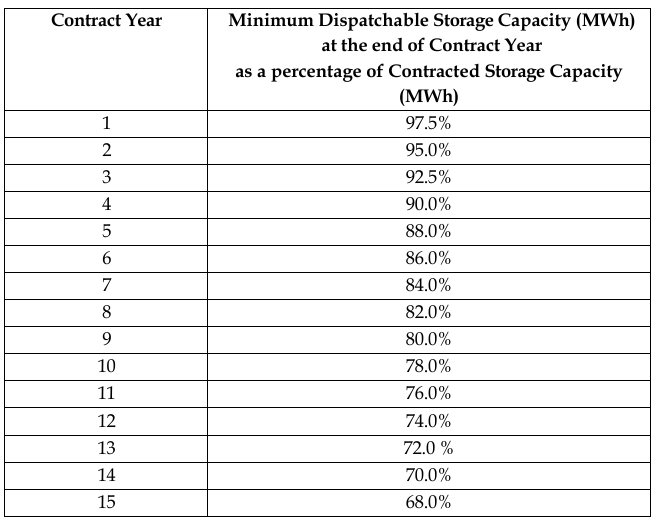 Contract Year
Minimum Dispatchable Storage Capacity (MWh)
at the end of Contract Year
as a percentage of Contracted Storage Capacity
(MWh)
1 97.5%
2 95.0%
3 92.5%
4 90.0%
5 88.0%
6 86.0%
7 84.0%
8 82.0%
9 80.0%
10 78.0%
11 76.0%
12 74.0%
13 72.0 %
14 70.0%
15 68.0%